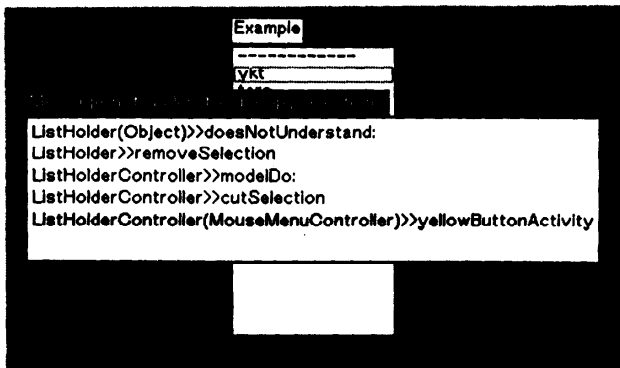 Example
------------
ykt
ListHolder(Object)>>doesNotUnderstand:
ListHolder>>removeSelection
ListHolderController>>modelDo:
ListHolderController>>cutSelection
ListHolderController(MouseMenuController)>>yellowButtonActivity